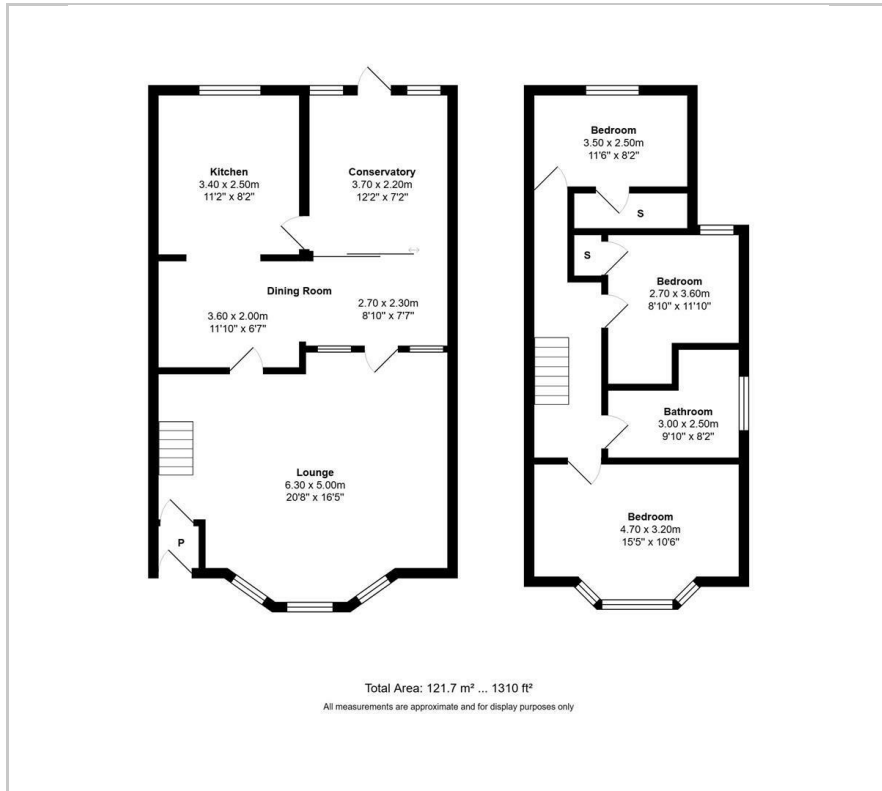 Kitchen
3.40 x 2.50m
11'2" x 8'2"
Conservatory
3.70 x 2.20m
12'2" x 7'2"
Dining Room
3.60 x 2.00m
11'10" x 6'7"
2.70 x 2.30m
8'10" x 7'7"
Lounge
6.30 x 5.00m
20'8" x 16'5"
P
Bedroom
3.50 x 2.50m
11'6" x 8'2"
S
S
Bedroom
2.70 x 3.60m
8'10" x 11'10"
Bathroom
3.00 x 2.50m
9'10" x 8'2"
Bedroom
4.70 x 3.20m
15'5" x 10'6"
Total Area: 121.7 m² ... 1310 ft²
All measurements are approximate and for display purposes only